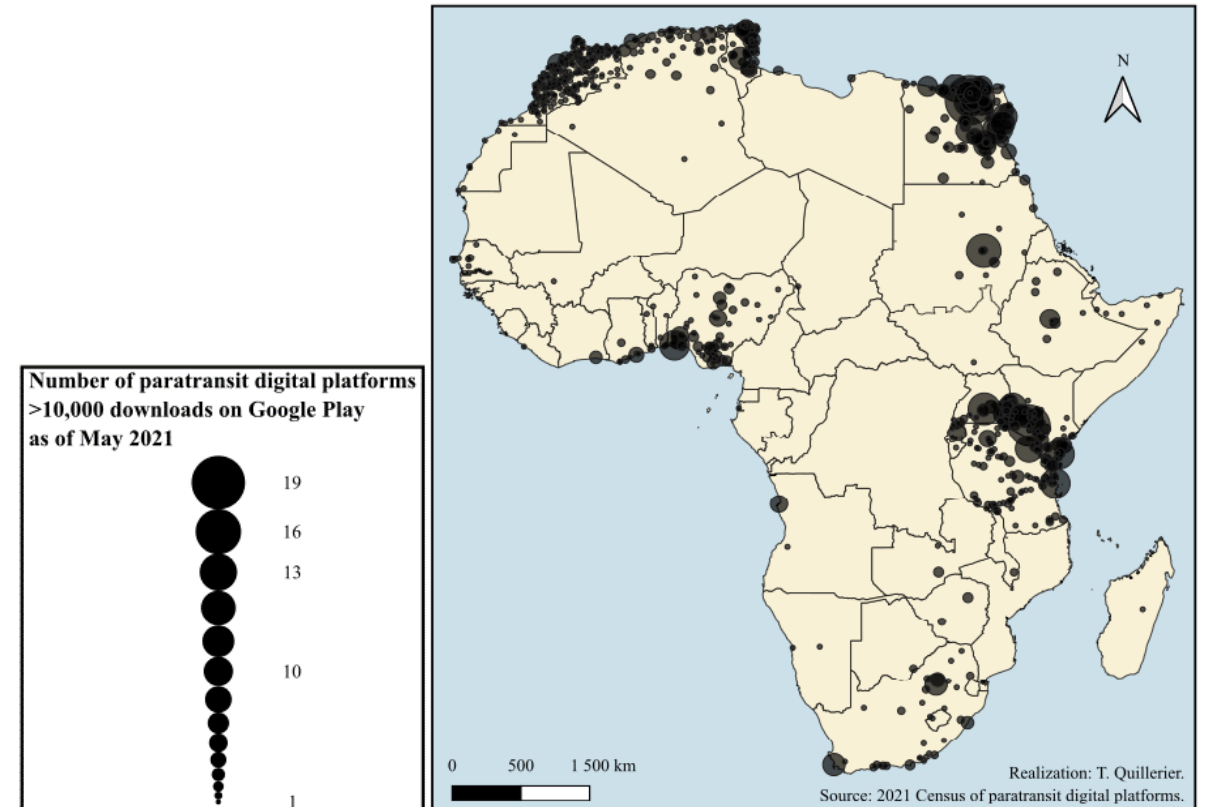 Number of paratransit digital platforms
>10,000 downloads on Google Play
as of May 2021
19
16
13
10
1
N
0 500 1 500 km
Realization: T. Quillerier.
Source: 2021 Census of paratransit digital platforms.